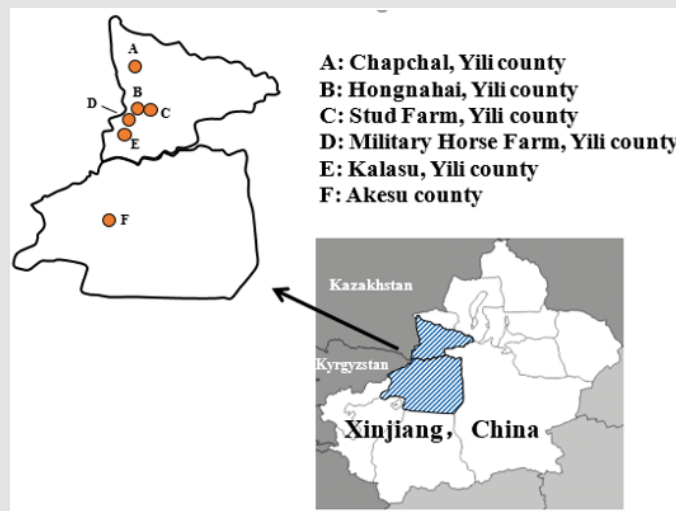 A
B
C
D
E
F
A: Chapchal, Yili county
B: Hongnahai, Yili county
C: Stud Farm, Yili county
D: Military Horse Farm, Yili county
E: Kalasu, Yili county
F: Akesu county
Kazakhstan
Kyrgyzstan
Xinjiang, China